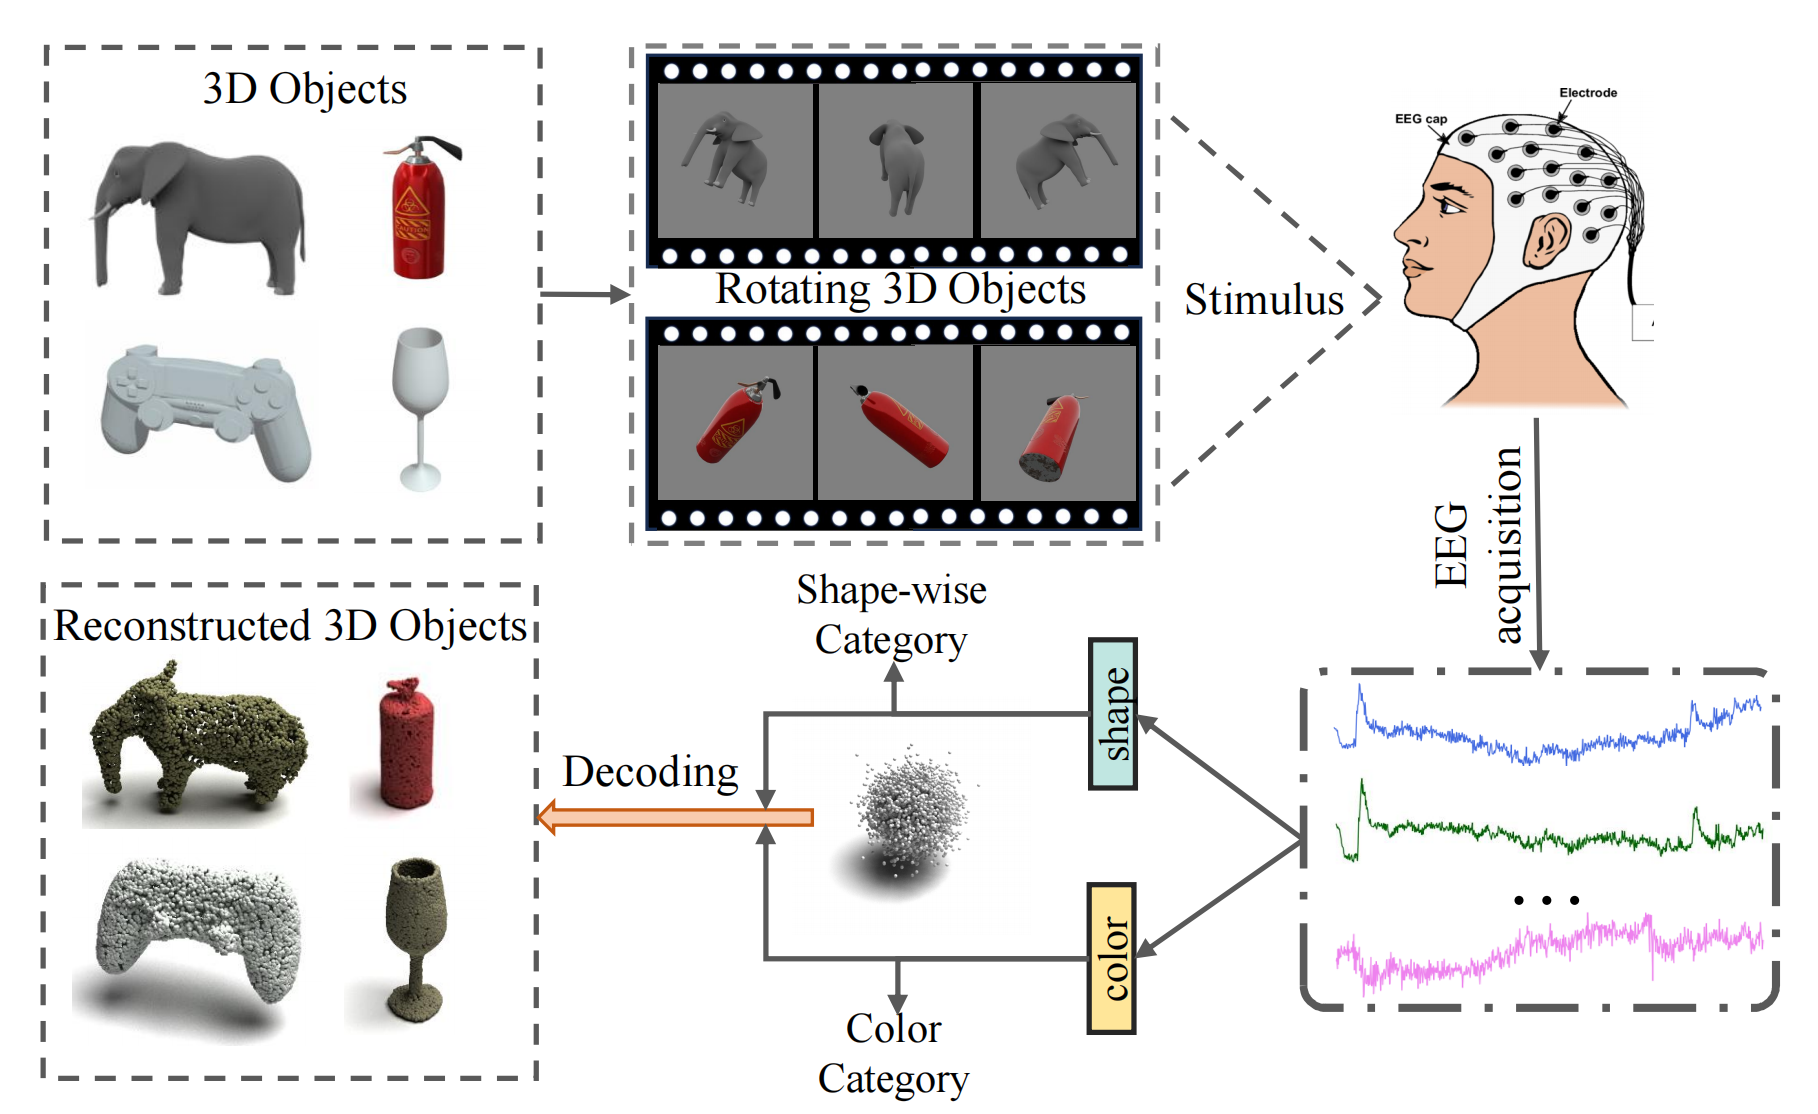 3D Objects
CAUTION
Rotating 3D Objects
Stimulus
Electrode
EEG cap
EEG
acquisition
Shape-wise
Category
shape
Decoding
color
Color
Category
Reconstructed 3D Objects